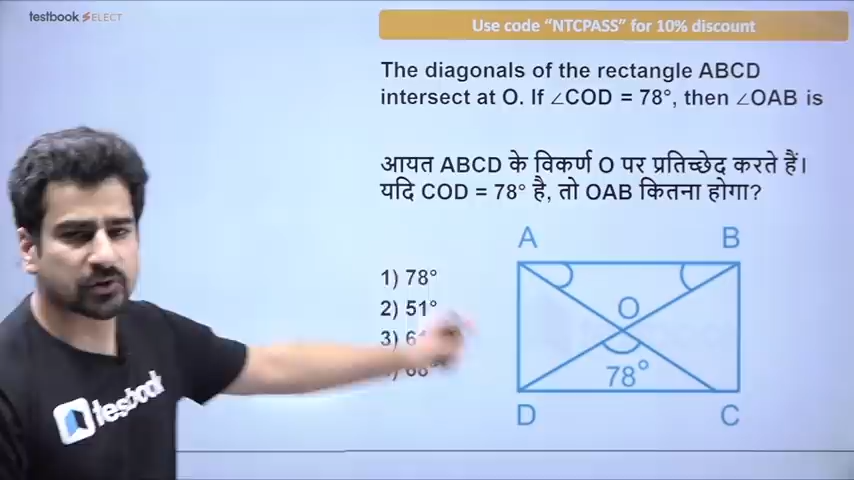 testbook SELECT
Use code “NTCPASS” for 10% discount
The diagonals of the rectangle ABCD
intersect at O. If ∠COD = 78°, then ∠OAB is
आयत ABCD के विकर्ण O पर प्रतिच्छेद करते हैं।
यदि COD = 78° है, तो OAB कितना होगा?
A
B
1) 78°
2) 51°
3)
O
78°
D
C
testbook